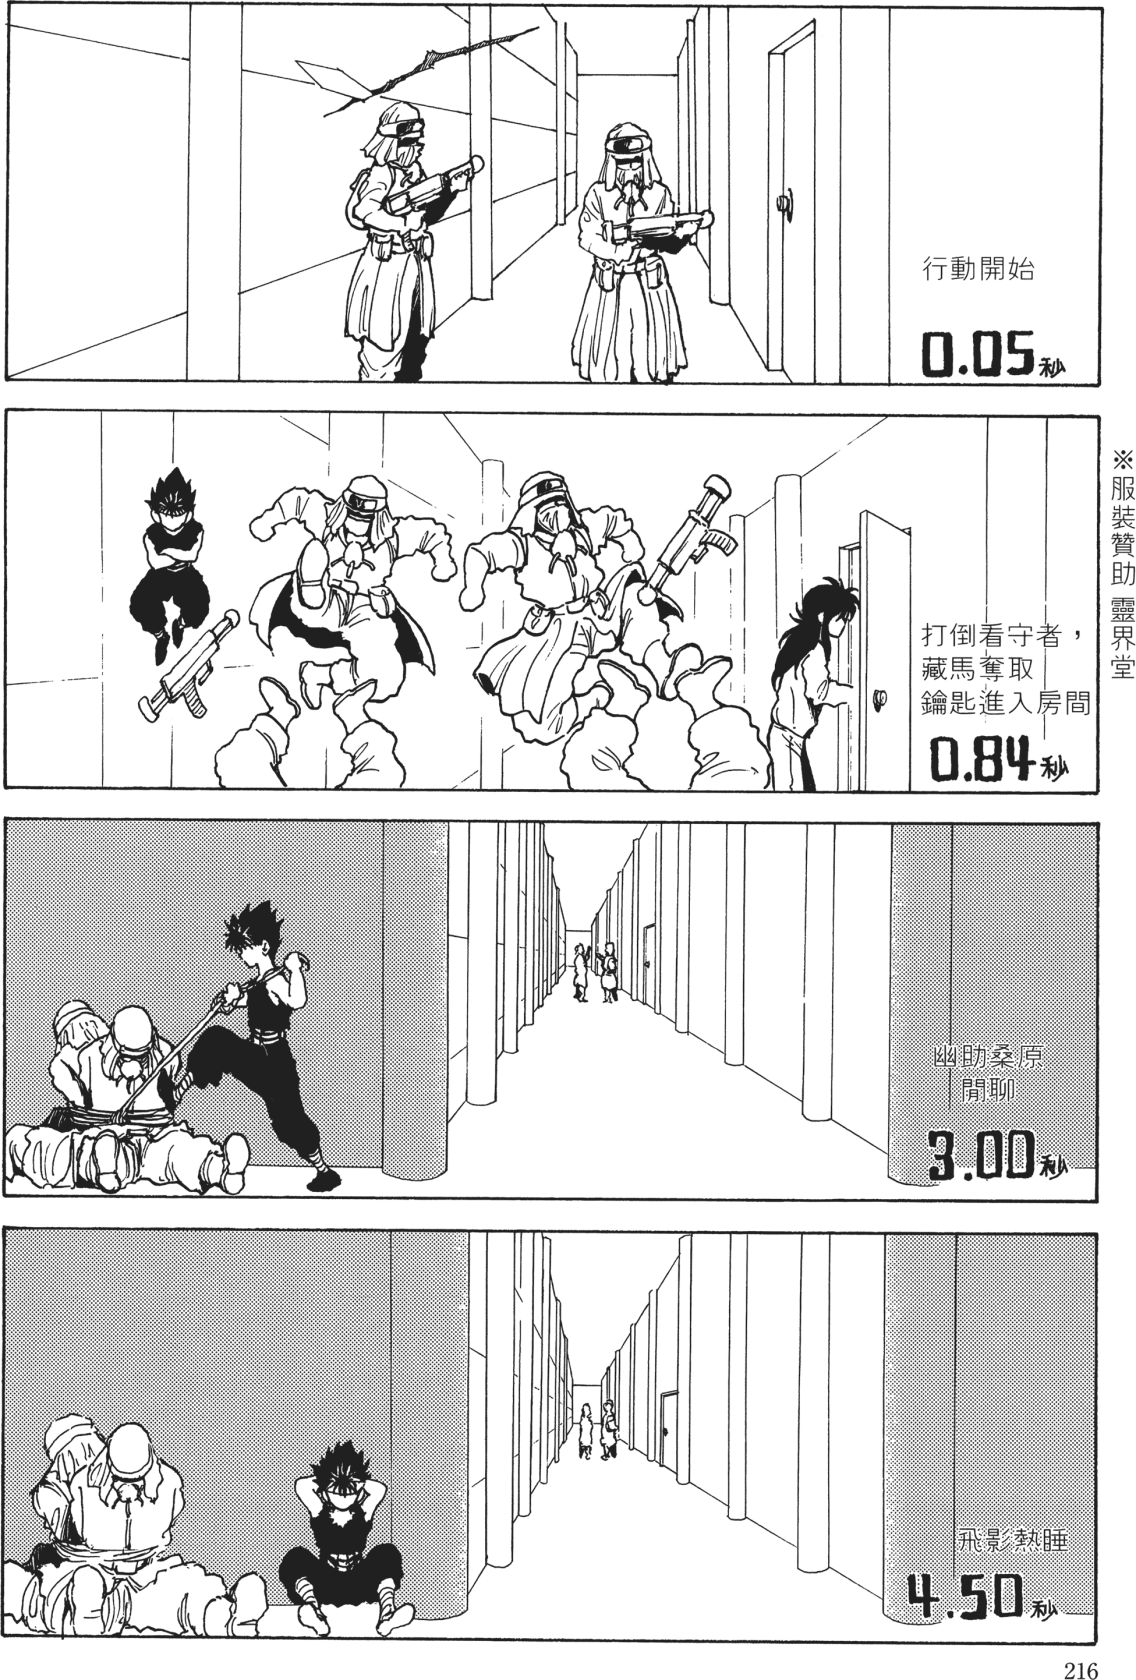 行動開始
0.05秒
※服裝贊助 靈界堂
打倒看守者，
藏馬奪取
鑰匙進入房間
0.84秒
幽助桑原
閒聊
3.00秒
飛影熱睡
4.50秒
216